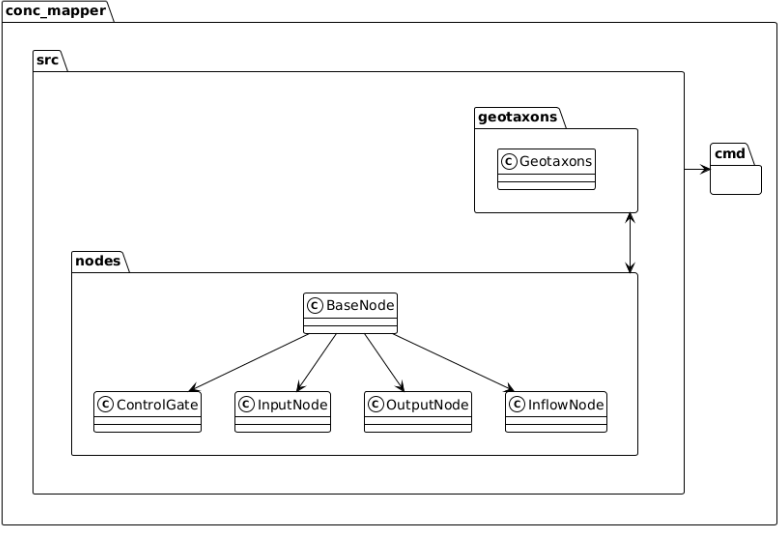 conc_mapper
src
geotaxons
C Geotaxons
cmd
nodes
C BaseNode
C ControlGate
C InputNode
C OutputNode
C InflowNode